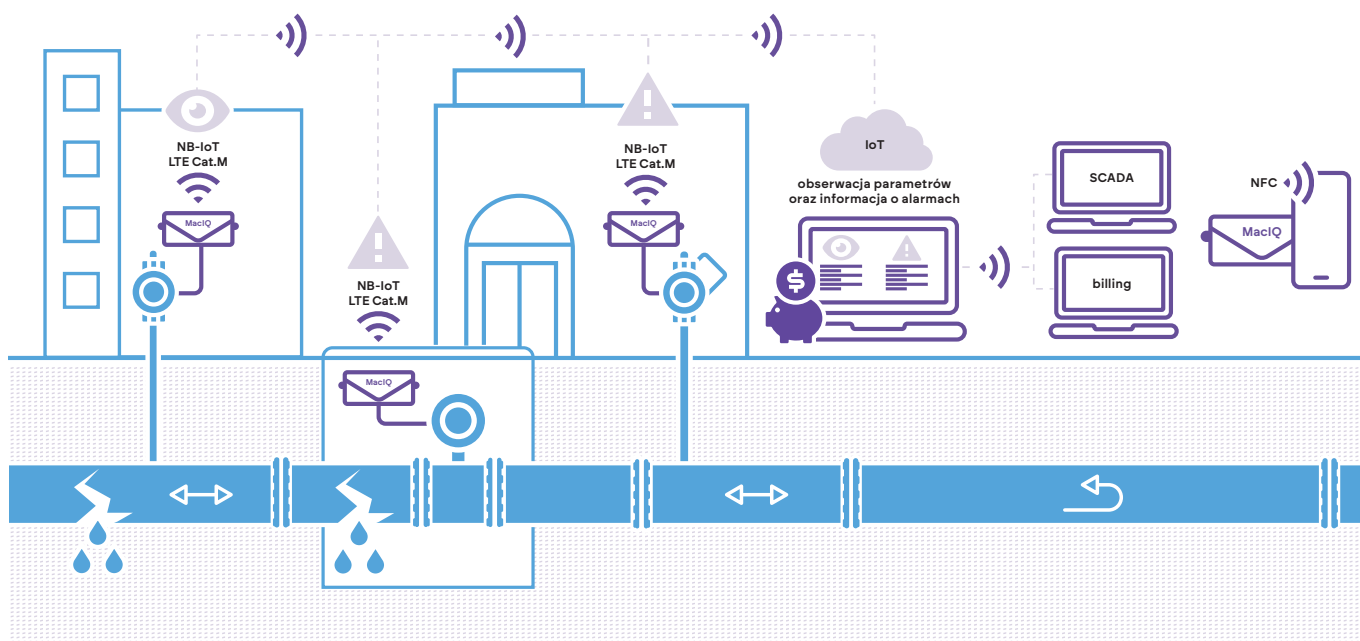 NB-IoT
LTE Cat.M
MacIQ
NB-IoT
LTE Cat.M
MacIQ
NB-IoT
LTE Cat.M
MacIQ
IoT
obserwacja parametrów
oraz informacja o alarmach
$
SCADA
billing
NFC
MacIQ